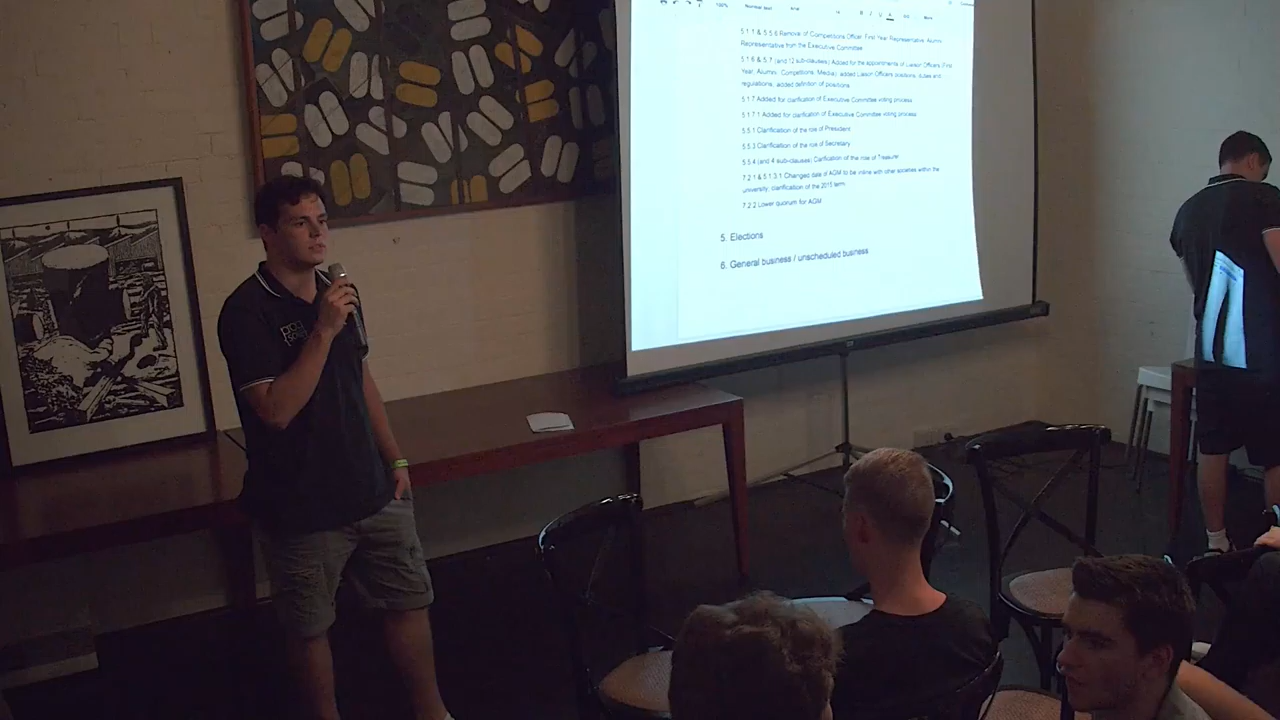 100% Normal text Arial 14 B I U A More
5.1.1 & 5.5.6 Removal of Competitions Officer, First Year Representative, Alumni
Representative from the Executive Committee
5.1.6 & 5.7 (and 12 sub-clauses) Added for the appointments of Liaison Officers (First
Year, Alumni, Competitions, Media); added Liaison Officers positions, duties and
regulations; added definition of positions
5.1.7 Added for clarification of Executive Committee voting process
5.1.7.1 Added for clarification of Executive Committee voting process
5.5.1 Clarification of the role of President
5.5.3 Clarification of the role of Secretary
5.5.4 (and 4 sub-clauses) Clarification of the role of Treasurer
7.2.1 & 5.1.3.1 Changed date of AGM to be inline with other societies within the
university; clarification of the 2015 term
7.2.2 Lower quorum for AGM
5. Elections
6. General business / unscheduled business